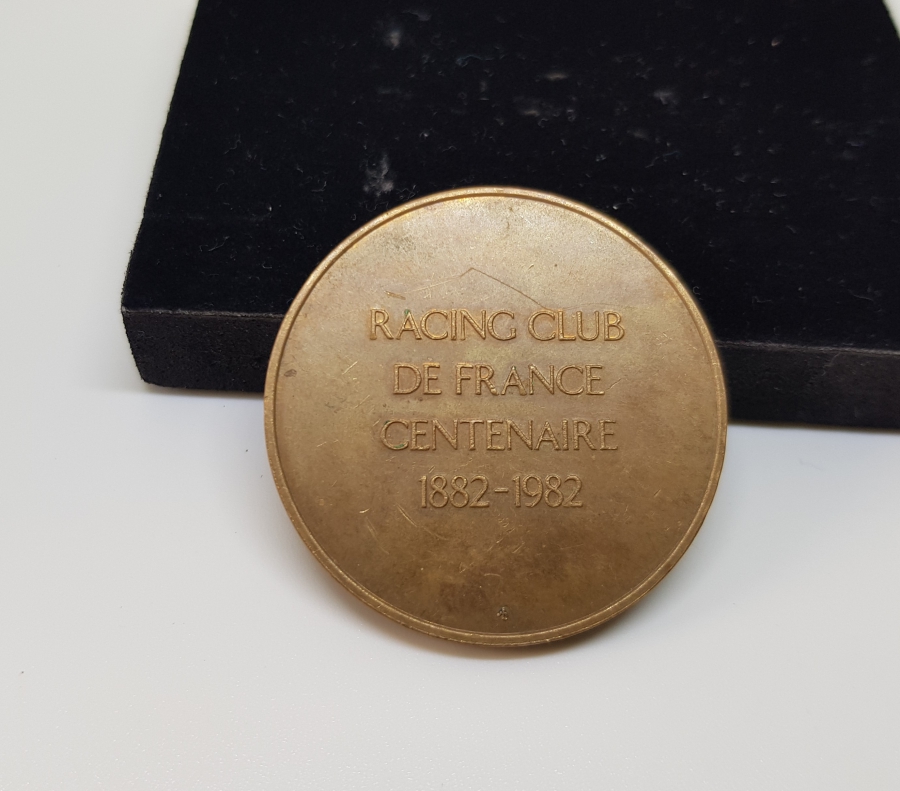 RACING CLUB
DE FRANCE
CENTENAIRE
1882-1982